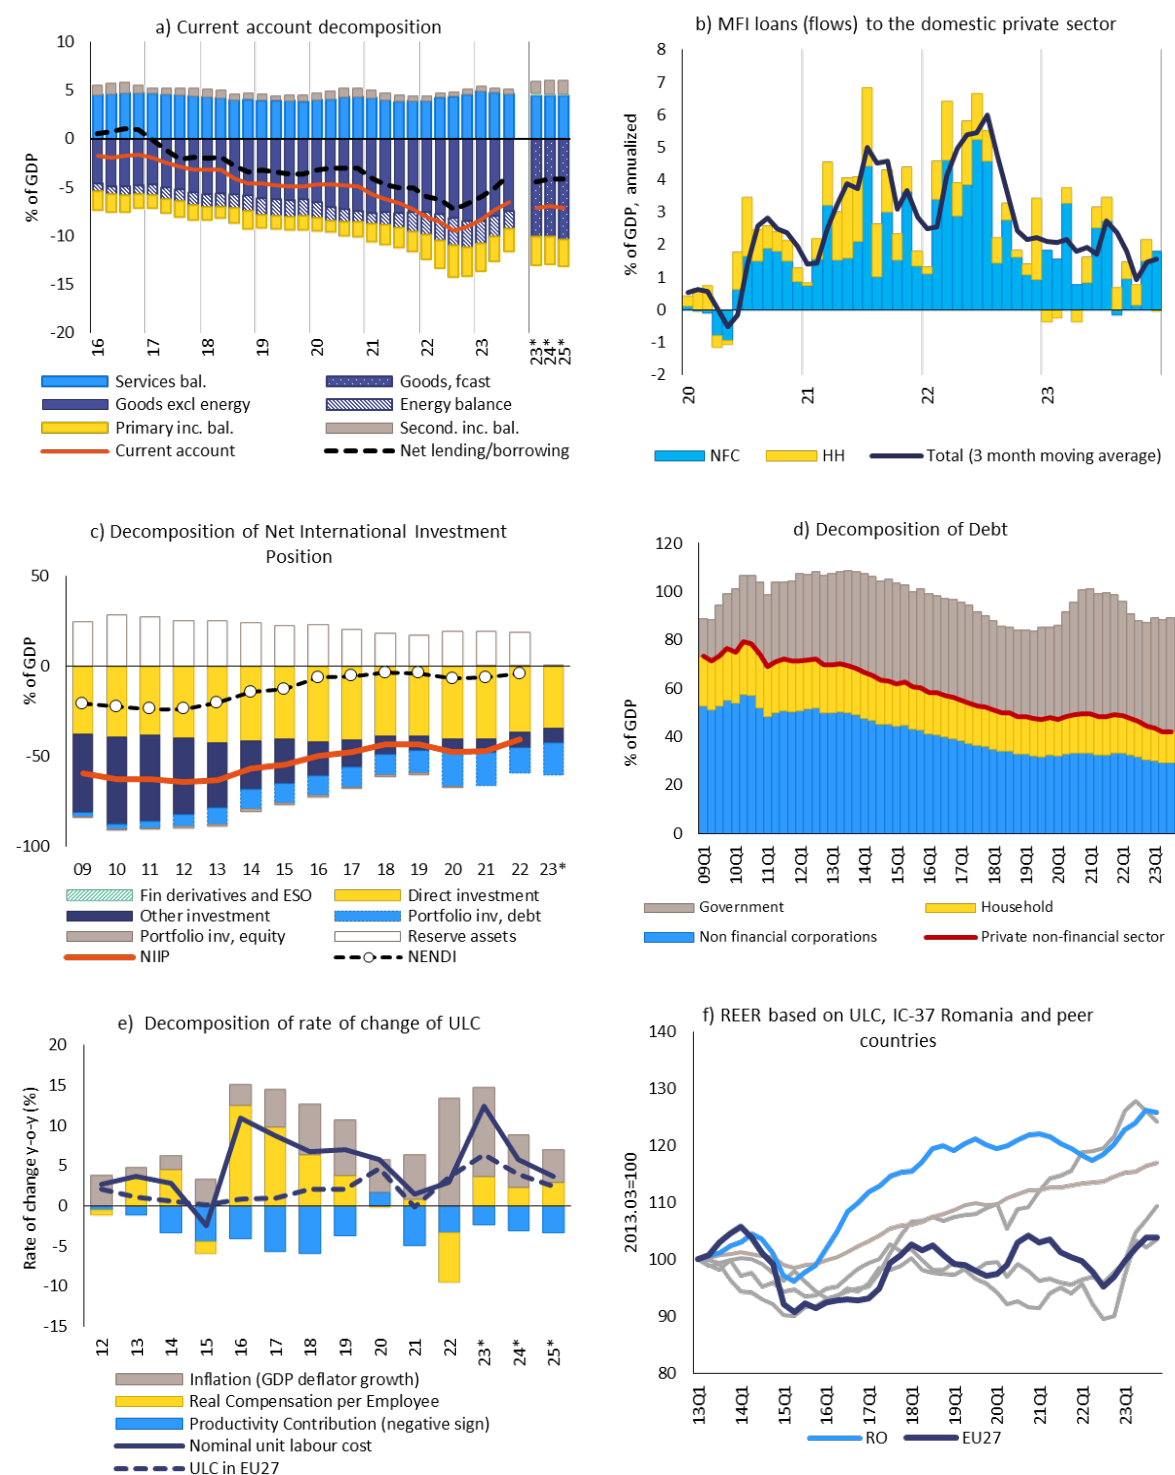 a) Current account decomposition
% of GDP
10
5
0
-5
-10
-15
-20
16
17
18
19
20
21
22
23
23*
24*
25*
Services bal.
Goods, fcast
Goods excl energy
Energy balance
Primary inc. bal.
Second. inc. bal.
Current account
Net lending/borrowing
b) MFI loans (flows) to the domestic private sector
% of GDP, annualized
8
7
6
5
4
3
2
1
0
-1
-2
20
21
22
23
NFC
HH
Total (3 month moving average)
c) Decomposition of Net International Investment
Position
% of GDP
50
0
-50
-100
09
10
11
12
13
14
15
16
17
18
19
20
21
22
23*
Fin derivatives and ESO
Direct investment
Other investment
Portfolio inv, debt
Portfolio inv, equity
Reserve assets
NIIP
NENDI
d) Decomposition of Debt
% of GDP
120
100
80
60
40
20
0
09Q1
10Q1
11Q1
12Q1
13Q1
14Q1
15Q1
16Q1
17Q1
18Q1
19Q1
20Q1
21Q1
22Q1
23Q1
Government
Household
Non financial corporations
Private non-financial sector
e) Decomposition of rate of change of ULC
Rate of change y-o-y (%)
20
15
10
5
0
-5
-10
-15
12
13
14
15
16
17
18
19
20
21
22
23*
24*
25*
Inflation (GDP deflator growth)
Real Compensation per Employee
Productivity Contribution (negative sign)
Nominal unit labour cost
ULC in EU27
f) REER based on ULC, IC-37 Romania and peer
countries
2013.03=100
140
130
120
110
100
90
80
13Q1
14Q1
15Q1
16Q1
17Q1
18Q1
19Q1
20Q1
21Q1
22Q1
23Q1
RO
EU27